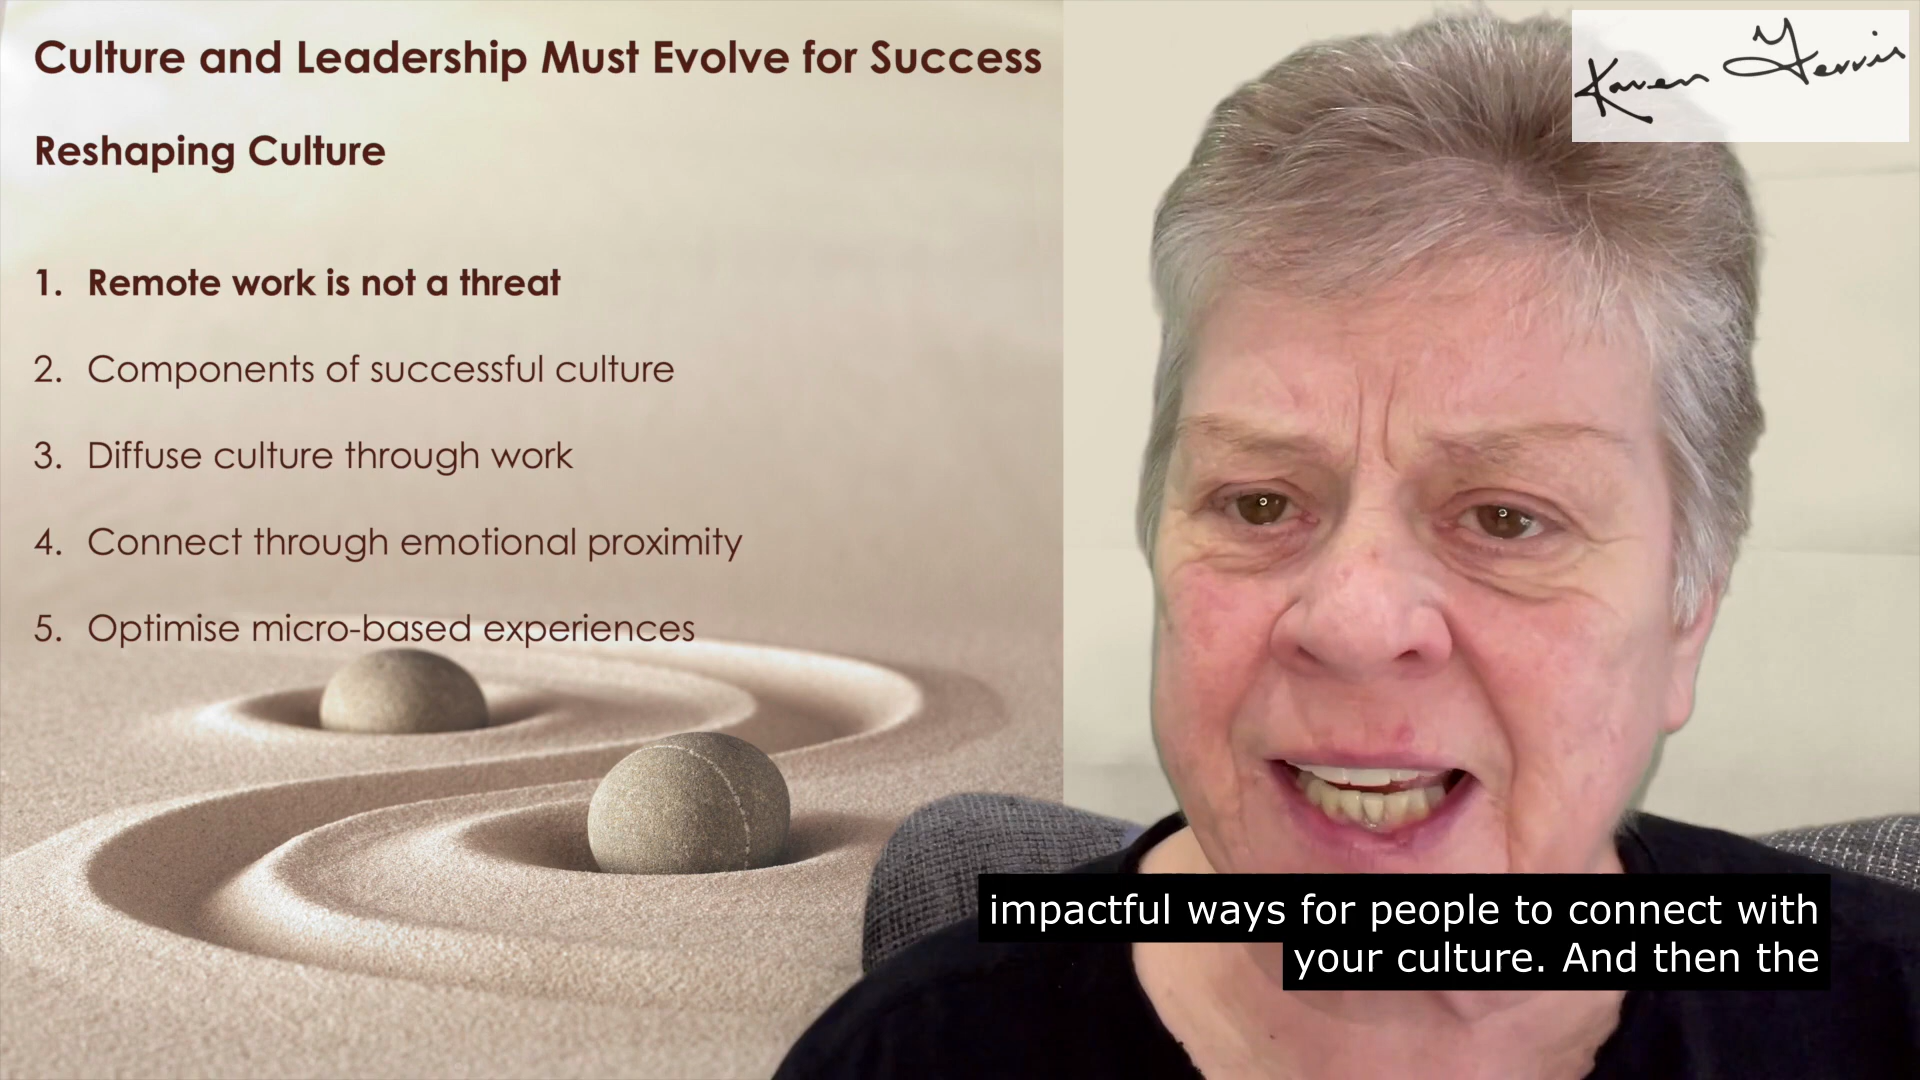 Culture and Leadership Must Evolve for Success
Karen Ferris
Reshaping Culture
1. Remote work is not a threat
2. Components of successful culture
3. Diffuse culture through work
4. Connect through emotional proximity
5. Optimise micro-based experiences
impactful ways for people to connect with
your culture. And then the